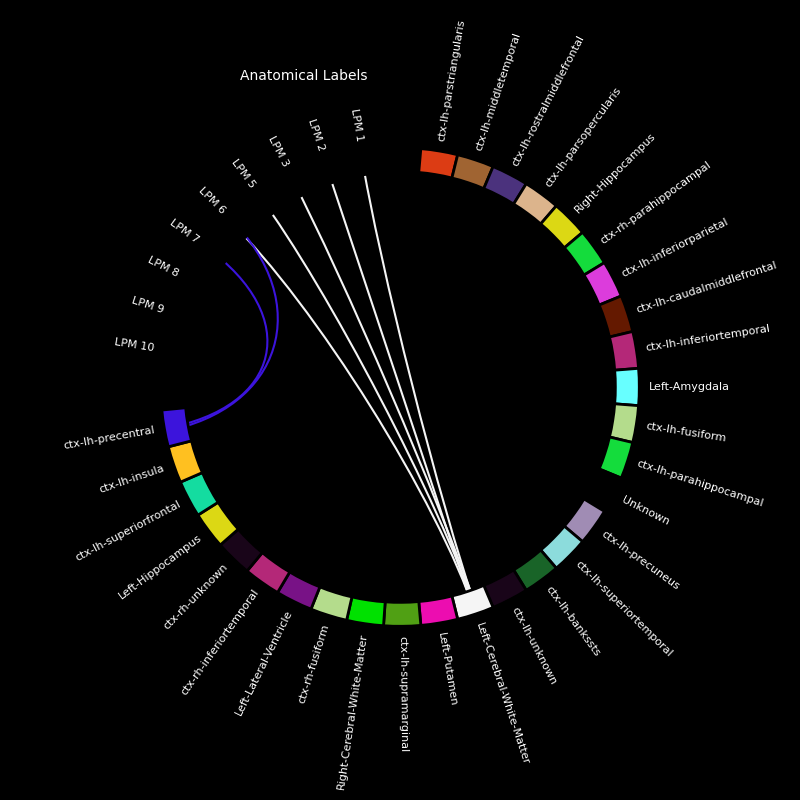 Anatomical Labels
LPM 1
LPM 2
LPM 3
LPM 5
LPM 6
LPM 7
LPM 8
LPM 9
LPM 10
ctx-lh-precentral
ctx-lh-insula
ctx-lh-superiorfrontal
Left-Hippocampus
ctx-rh-unknown
ctx-rh-inferiortemporal
Left-Lateral-Ventricle
ctx-rh-fusiform
Right-Cerebral-White-Matter
ctx-lh-supramarginal
Left-Putamen
Left-Cerebral-White-Matter
ctx-lh-unknown
ctx-lh-bankssts
ctx-lh-superiortemporal
ctx-lh-precuneus
Unknown
ctx-lh-parahippocampal
ctx-lh-fusiform
Left-Amygdala
ctx-lh-inferiortemporal
ctx-lh-caudalmiddlefrontal
ctx-lh-inferiorparietal
ctx-rh-parahippocampal
Right-Hippocampus
ctx-lh-parsopercularis
ctx-lh-rostralmiddlefrontal
ctx-lh-middletemporal
ctx-lh-parstriangularis